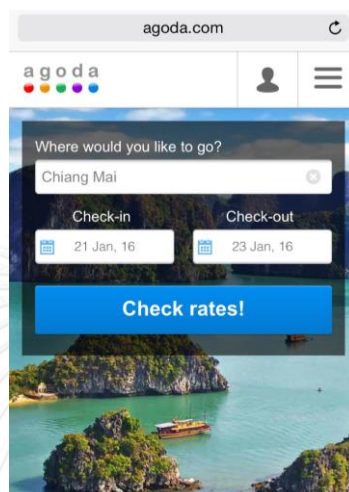 agoda.com
agoda
Where would you like to go?
Chiang Mai
Check-in Check-out
21 Jan, 16 23 Jan, 16
Check rates!